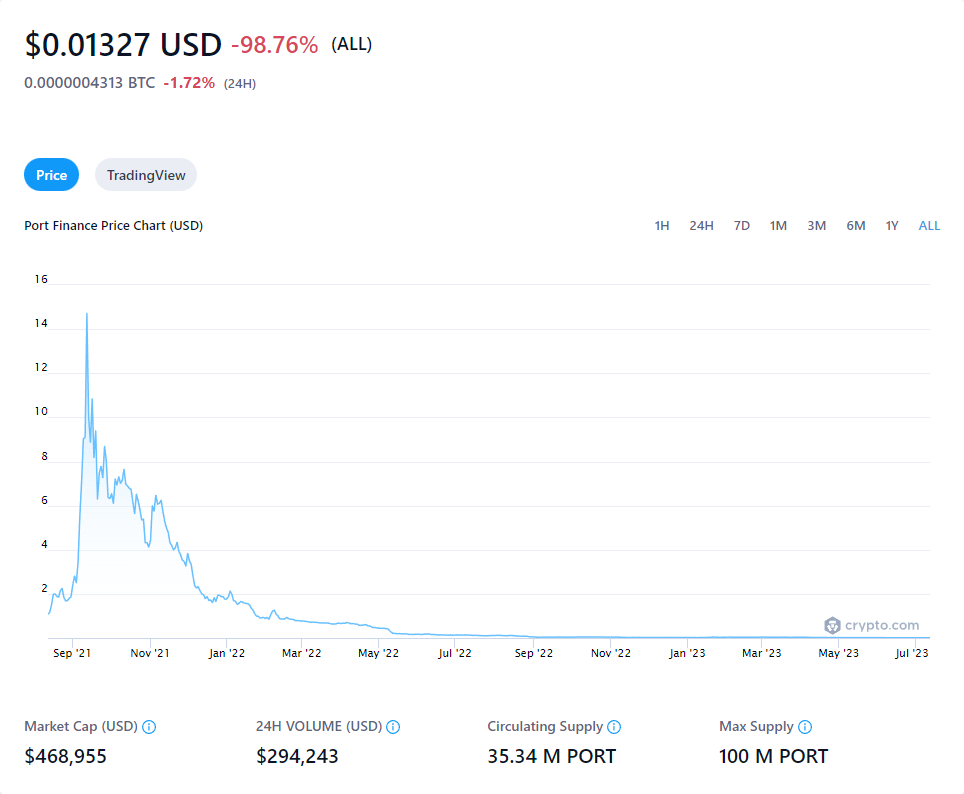 $0.01327 USD -98.76% (ALL)
0.0000004313 BTC -1.72% (24H)
Price TradingView
Port Finance Price Chart (USD) 1H 24H 7D 1M 3M 6M 1Y ALL
16
14
12
10
8
6
4
2
crypto.com
Sep '21 Nov '21 Jan '22 Mar '22 May '22 Jul '22 Sep '22 Nov '22 Jan '23 Mar '23 May '23 Jul '23
Market Cap (USD) 24H VOLUME (USD) Circulating Supply Max Supply
$468,955 $294,243 35.34 M PORT 100 M PORT